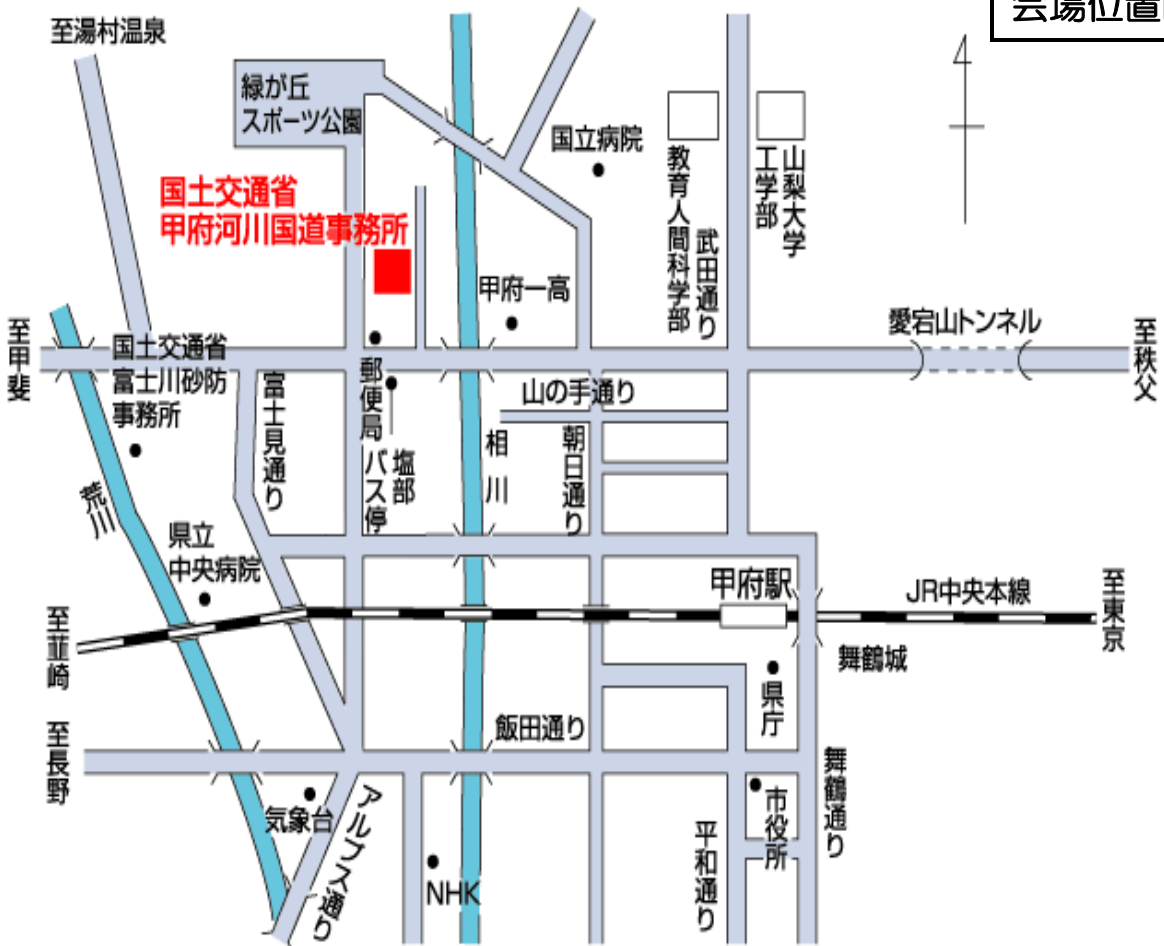 会場位置
至湯村温泉
緑が丘
スポーツ公園
国土交通省
甲府河川国道事務所
国立病院
教育人間科学部
武田通り
山梨大学
工学部
甲府一高
愛宕山トンネル
至甲斐
至秩父
国土交通省
富士川砂防
事務所
富士見通り
郵便局
塩部
バス停
山の手通り
相川
朝日通り
荒川
県立
中央病院
甲府駅
JR中央本線
至東京
至韮崎
舞鶴城
県庁
至長野
飯田通り
舞鶴通り
気象台
アルプス通り
NHK
平和通り
市役所
4